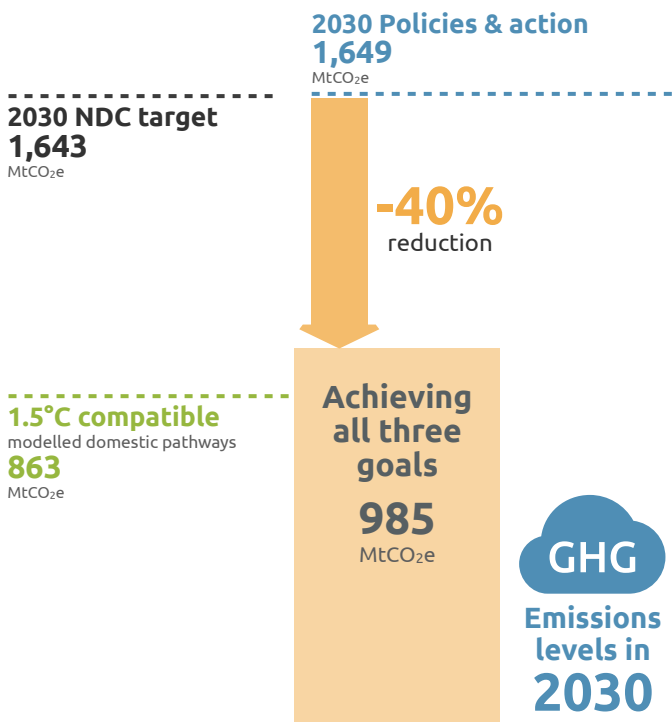 2030 Policies & action
1,649
MtCO₂e
2030 NDC target
1,643
MtCO₂e
-40%
reduction
1.5°C compatible
modelled domestic pathways
863
MtCO₂e
Achieving
all three
goals
985
MtCO₂e
GHG
Emissions
levels in
2030